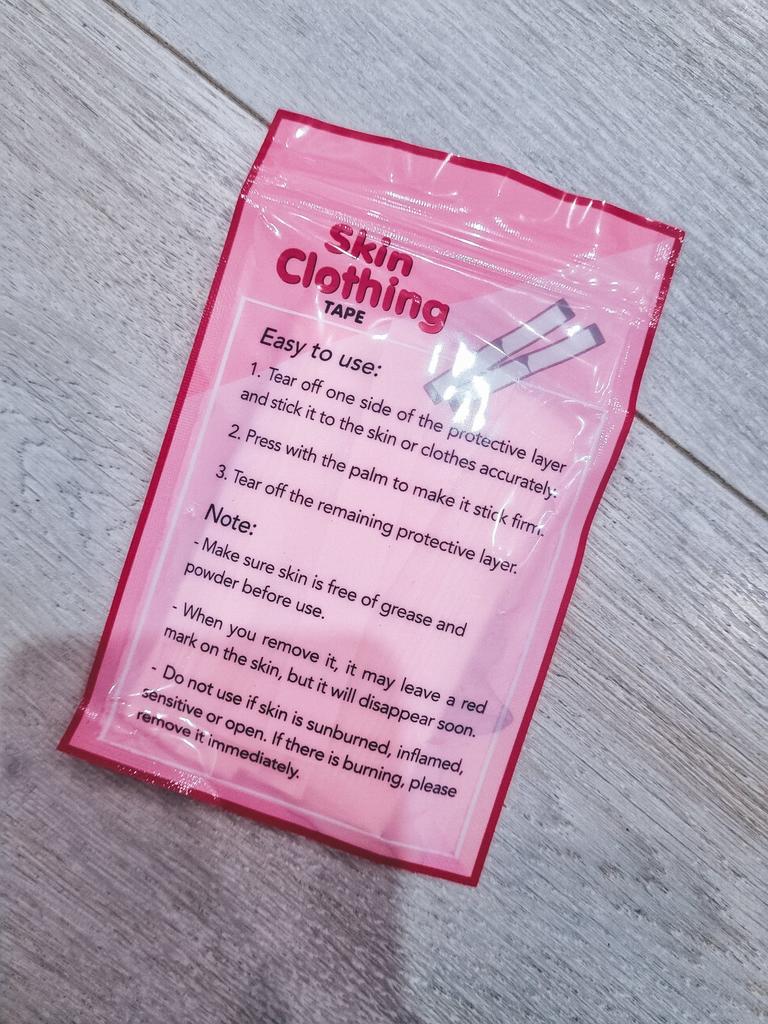 Skin
Clothing
TAPE
Easy to use:
1. Tear off one side of the protective layer
and stick it to the skin or clothes accurately.
2. Press with the palm to make it stick firm.
3. Tear off the remaining protective layer.
Note:
- Make sure skin is free of grease and
powder before use.
- When you remove it, it may leave a red
mark on the skin, but it will disappear soon.
- Do not use if skin is sunburned, inflamed,
sensitive or open. If there is burning, please
remove it immediately.